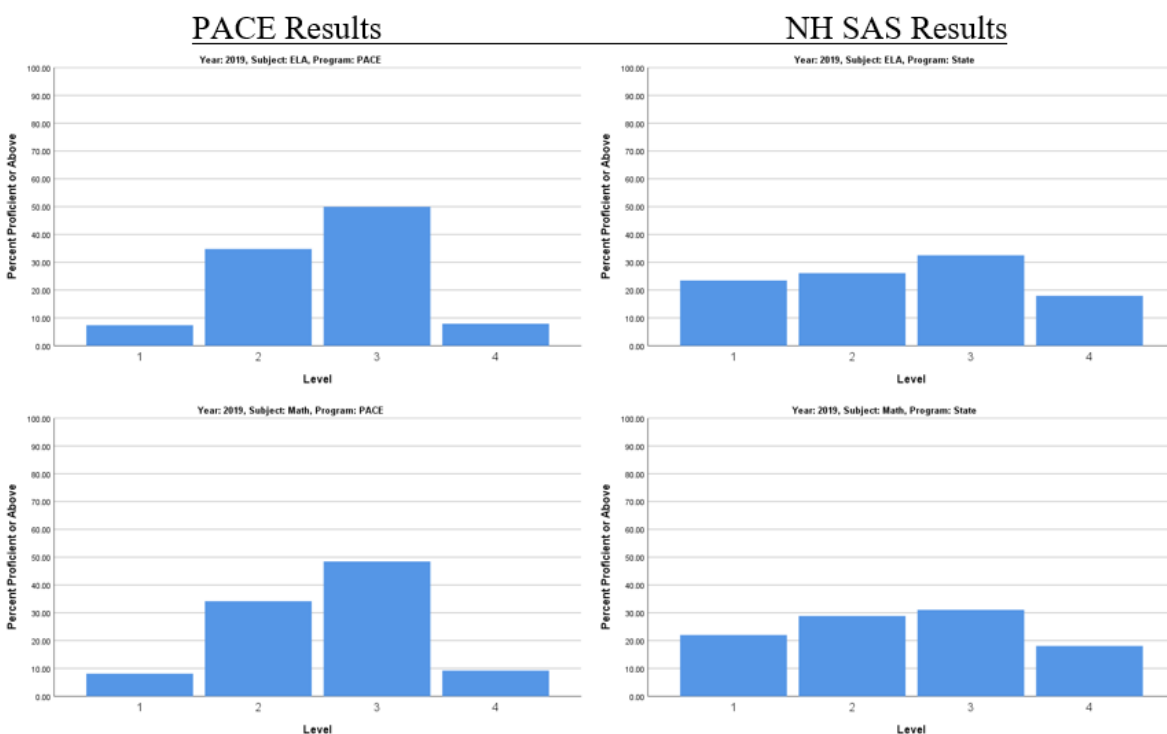 PACE Results
NH SAS Results
Year: 2019, Subject: ELA, Program: PACE
Percent Proficient or Above
100.00
90.00
80.00
70.00
60.00
50.00
40.00
30.00
20.00
10.00
0.00
1 2 3 4
Level
Year: 2019, Subject: ELA, Program: State
Percent Proficient or Above
100.00
90.00
80.00
70.00
60.00
50.00
40.00
30.00
20.00
10.00
0.00
1 2 3 4
Level
Year: 2019, Subject: Math, Program: PACE
Percent Proficient or Above
100.00
90.00
80.00
70.00
60.00
50.00
40.00
30.00
20.00
10.00
0.00
1 2 3 4
Level
Year: 2019, Subject: Math, Program: State
Percent Proficient or Above
100.00
90.00
80.00
70.00
60.00
50.00
40.00
30.00
20.00
10.00
0.00
1 2 3 4
Level